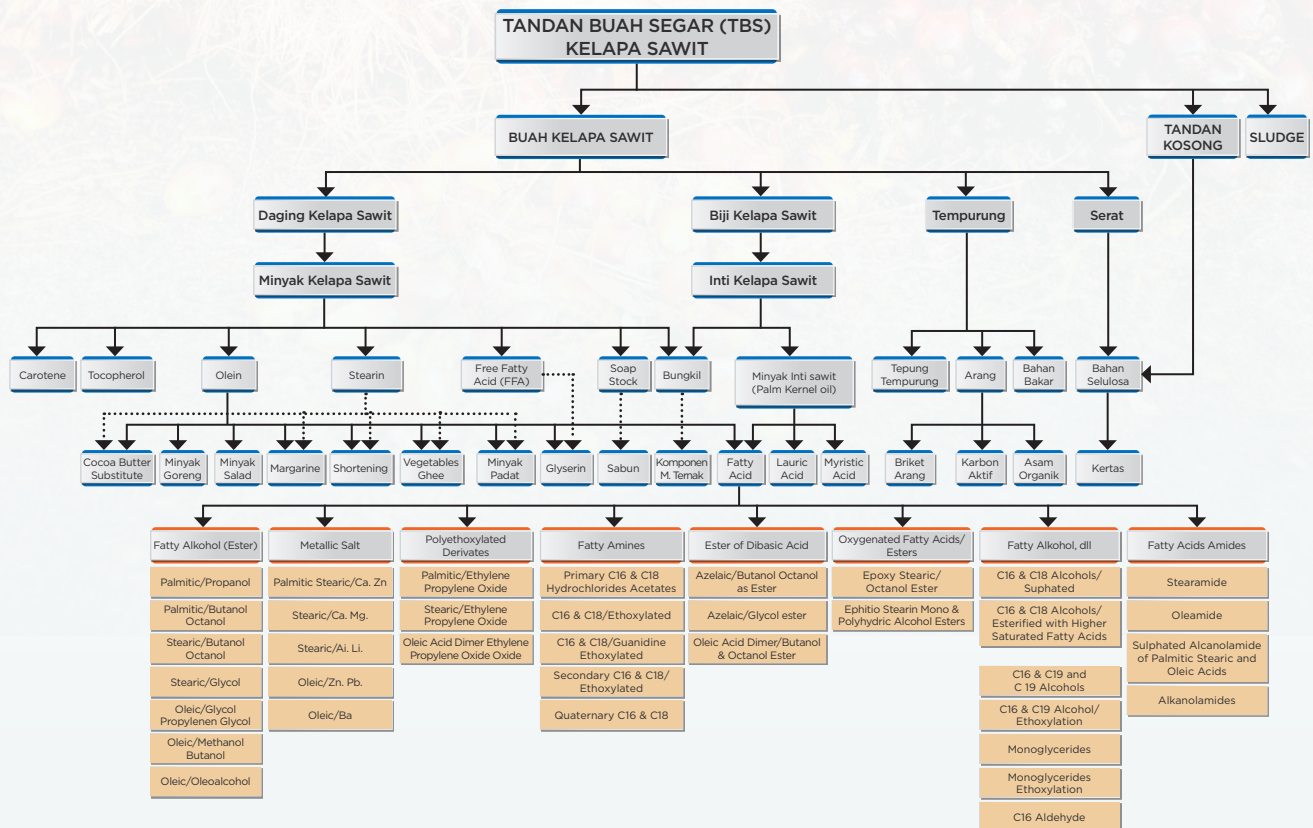 TANDAN BUAH SEGAR (TBS)
KELAPA SAWIT
BUAH KELAPA SAWIT
TANDAN
KOSONG
SLUDGE
Daging Kelapa Sawit
Biji Kelapa Sawit
Tempurung
Serat
Minyak Kelapa Sawit
Inti Kelapa Sawit
Carotene
Tocopherol
Olein
Stearin
Free Fatty
Acid (FFA)
Soap
Stock
Bungkil
Minyak Inti sawit
(Palm Kernel oil)
Tepung
Tempurung
Arang
Bahan
Bakar
Bahan
Selulosa
Cocoa Butter
Substitute
Minyak
Goreng
Minyak
Salad
Margarine
Shortening
Vegetables
Ghee
Minyak
Padat
Glyserin
Sabun
Komponen
M. Temak
Fatty
Acid
Lauric
Acid
Myristic
Acid
Briket
Arang
Karbon
Aktif
Asam
Organik
Kertas
Fatty Alkohol (Ester)
Palmitic/Propanol
Palmitic/Butanol
Octanol
Stearic/Butanol
Octanol
Stearic/Glycol
Oleic/Glycol
Propylenen Glycol
Oleic/Methanol
Butanol
Oleic/Oleoalcohol
Metallic Salt
Palmitic Stearic/Ca. Zn
Stearic/Ca. Mg.
Stearic/Ai. Li.
Oleic/Zn. Pb.
Oleic/Ba
Polyethoxylated
Derivates
Palmitic/Ethylene
Propylene Oxide
Stearic/Ethylene
Propylene Oxide
Oleic Acid Dimer Ethylene
Propylene Oxide Oxide
Fatty Amines
Primary C16 & C18
Hydrochlorides Acetates
C16 & C18/Ethoxylated
C16 & C18/Guanidine
Ethoxylated
Secondary C16 & C18/
Ethoxylated
Quaternary C16 & C18
Ester of Dibasic Acid
Azelaic/Butanol Octanol
as Ester
Azelaic/Glycol ester
Oleic Acid Dimer/Butanol
& Octanol Ester
Oxygenated Fatty Acids/
Esters
Epoxy Stearic/
Octanol Ester
Ephitio Stearin Mono &
Polyhydric Alcohol Esters
Fatty Alkohol, dll
C16 & C18 Alcohols/
Suphated
C16 & C18 Alcohols/
Esterified with Higher
Saturated Fatty Acids
C16 & C19 and
C 19 Alcohols
C16 & C19 Alcohol/
Ethoxylation
Monoglycerides
Monoglycerides
Ethoxylation
C16 Aldehyde
Fatty Acids Amides
Stearamide
Oleamide
Sulphated Alcanolamide
of Palmitic Stearic and
Oleic Acids
Alkanolamides